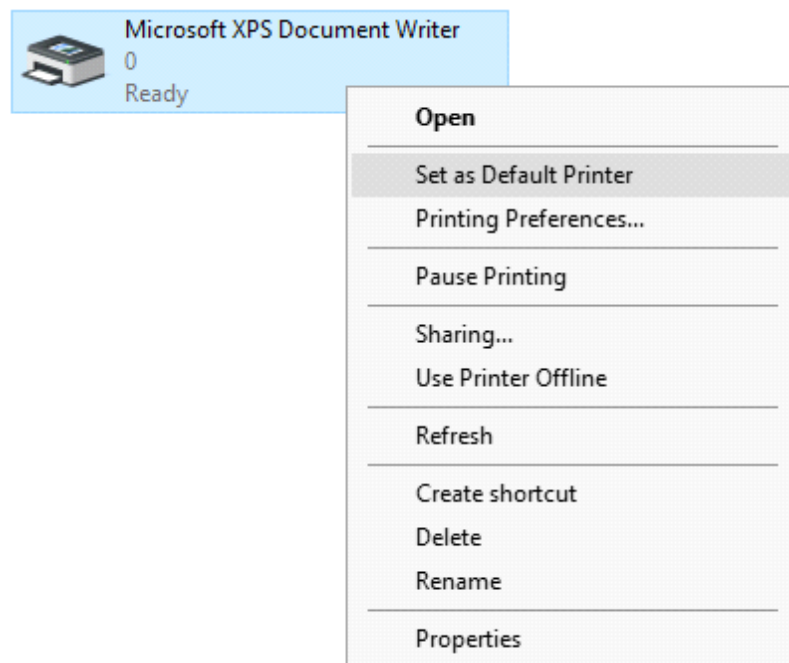 Microsoft XPS Document Writer
0
Ready
Open
Set as Default Printer
Printing Preferences...
Pause Printing
Sharing...
Use Printer Offline
Refresh
Create shortcut
Delete
Rename
Properties